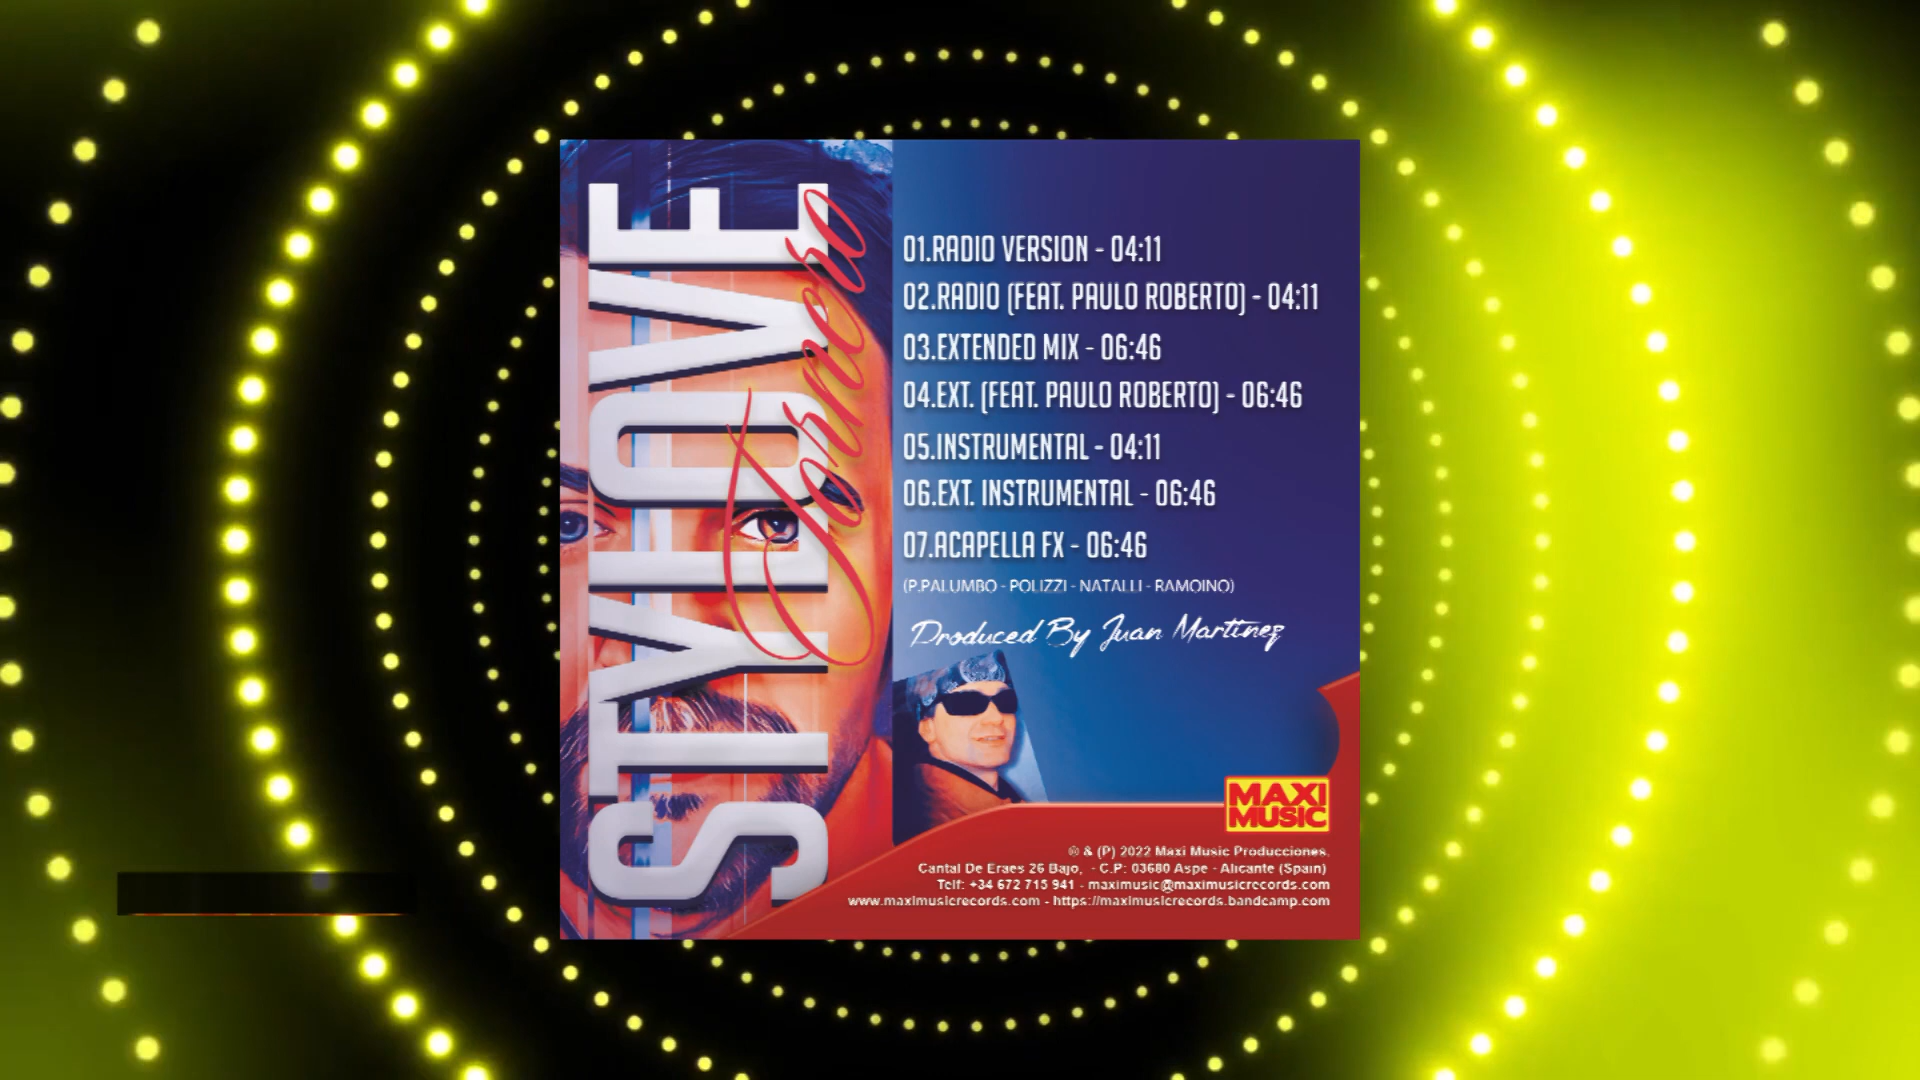 STYLOVE
Tornero
01.RADIO VERSION - 04:11
02.RADIO (FEAT. PAULO ROBERTO) - 04:11
03.EXTENDED MIX - 06:46
04.EXT. (FEAT. PAULO ROBERTO) - 06:46
05.INSTRUMENTAL - 04:11
06.EXT. INSTRUMENTAL - 06:46
07.ACAPELLA FX - 06:46
(P.PALUMBO - POLIZZI - NATALLI - RAMOINO)
Produced By Juan Martinez
MAXI
MUSIC
© & (P) 2022 Maxi Music Producciones.
Cantal De Eraes 26 Bajo, - C.P: 03680 Aspe - Alicante (Spain)
Telf: +34 672 715 941 - maximusic@maximusicrecords.com
www.maximusicrecords.com - https://maximusicrecords.bandcamp.com